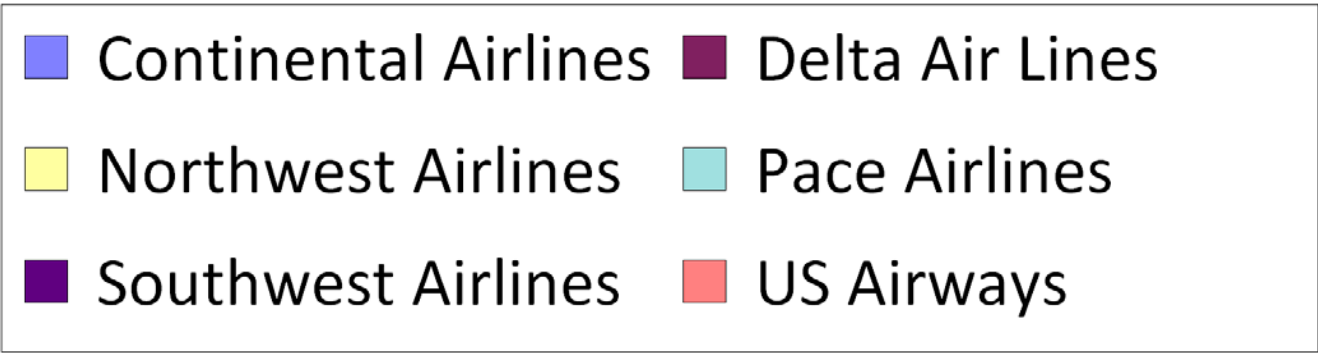 Continental Airlines Delta Air Lines
Northwest Airlines Pace Airlines
Southwest Airlines US Airways